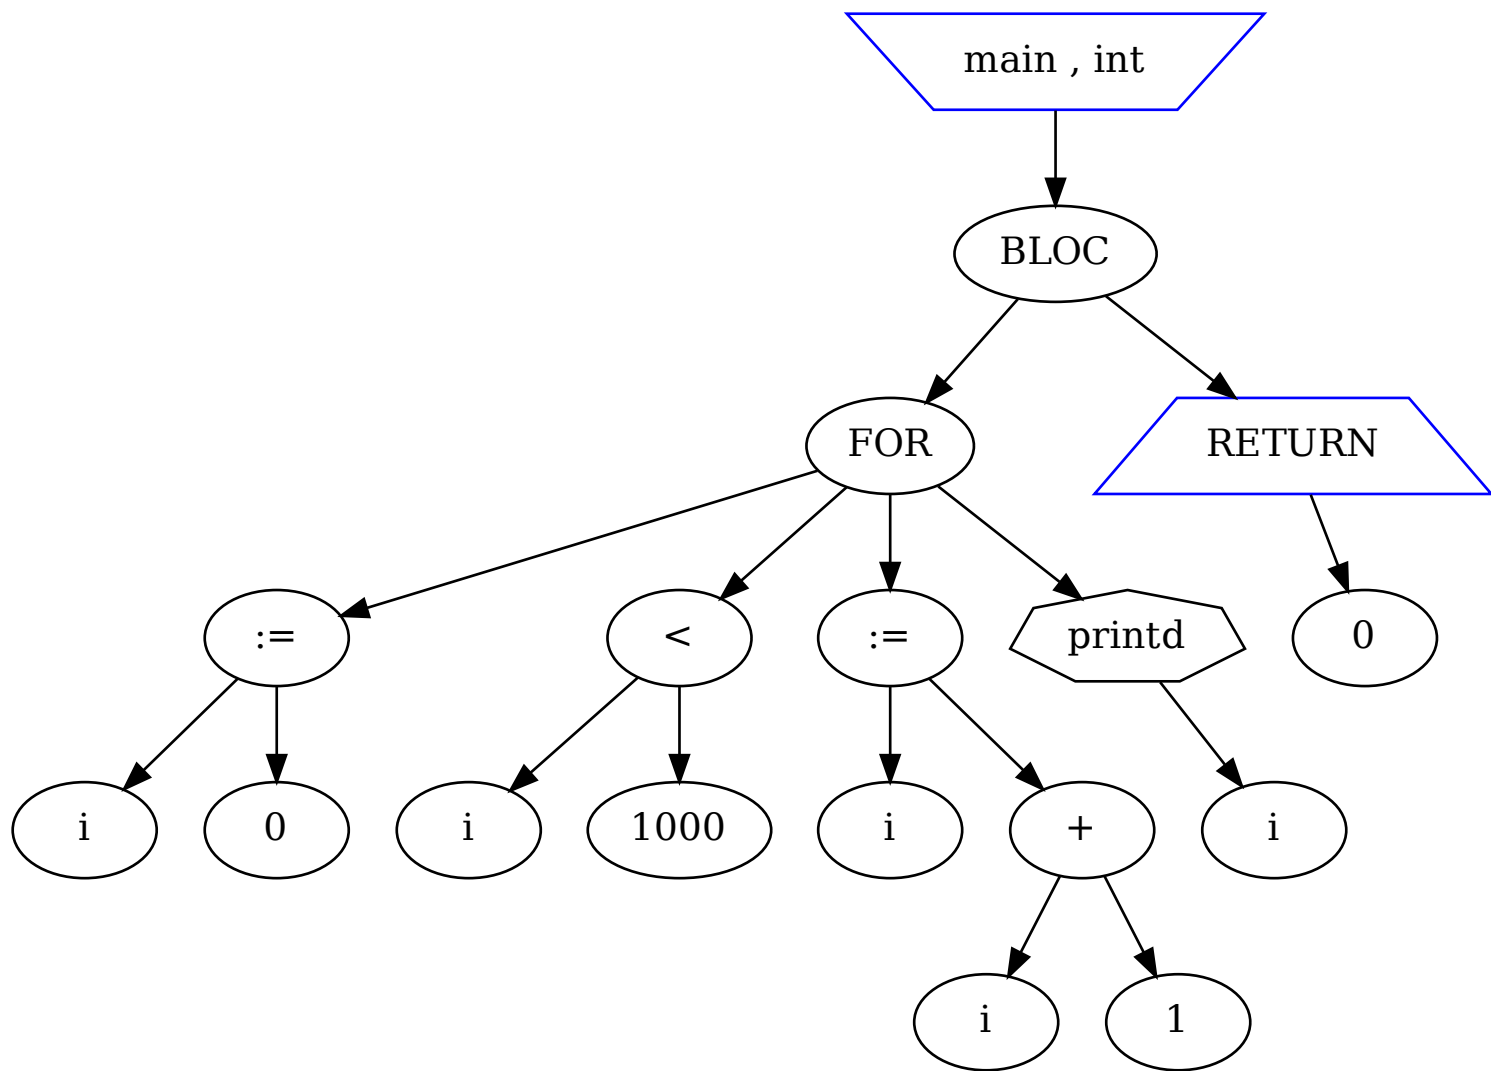 main , int
BLOC
FOR
RETURN
:=
<
:=
printd
0
i
0
i
1000
i
+
i
i
1